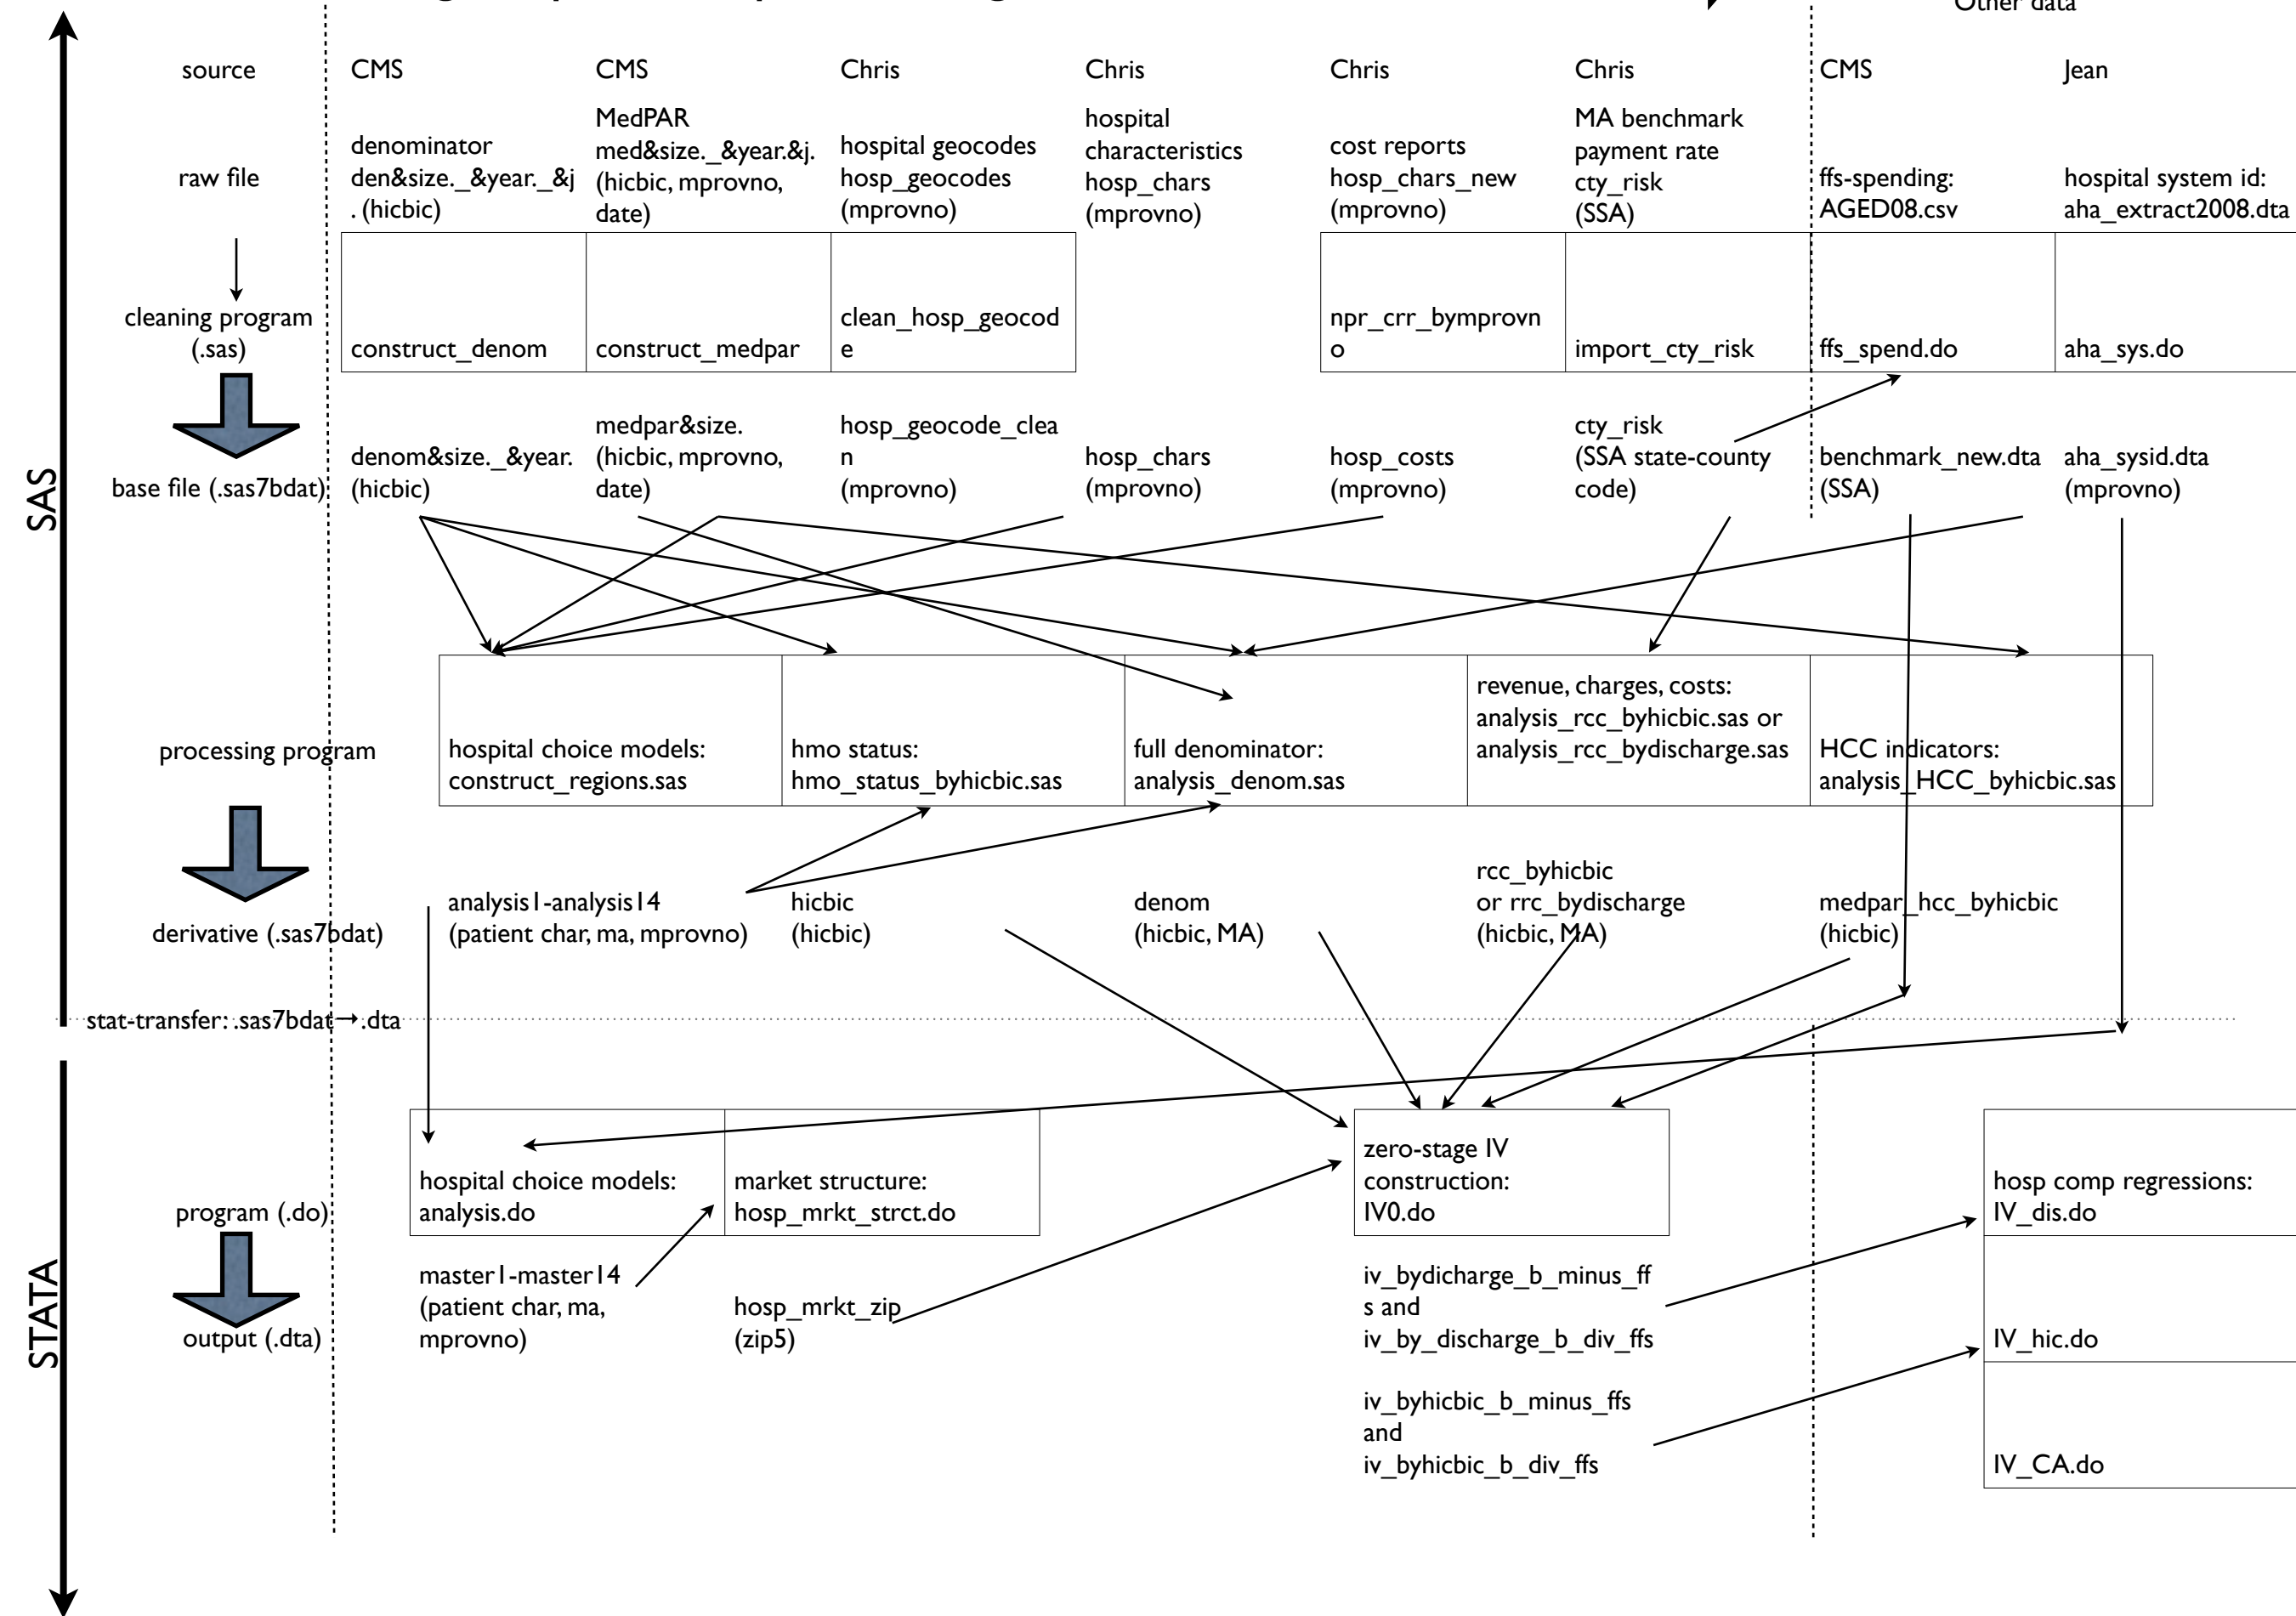 Other data
source
CMS
CMS
Chris
Chris
Chris
Chris
CMS
Jean
raw file
denominator
den&size._&year._&j
. (hicbic)
MedPAR
med&size._&year.&j.
(hicbic, mprovno,
date)
hospital geocodes
hosp_geocodes
(mprovno)
hospital
characteristics
hosp_chars
(mprovno)
cost reports
hosp_chars_new
(mprovno)
MA benchmark
payment rate
cty_risk
(SSA)
ffs-spending:
AGED08.csv
hospital system id:
aha_extract2008.dta
cleaning program
(.sas)
construct_denom
construct_medpar
clean_hosp_geocod
e
npr_crr_bymprovn
o
import_cty_risk
ffs_spend.do
aha_sys.do
SAS
base file (.sas7bdat)
denom&size._&year.
(hicbic)
medpar&size.
(hicbic, mprovno,
date)
hosp_geocode_clea
n
(mprovno)
hosp_chars
(mprovno)
hosp_costs
(mprovno)
cty_risk
(SSA state-county
code)
benchmark_new.dta
(SSA)
aha_sysid.dta
(mprovno)
processing program
hospital choice models:
construct_regions.sas
hmo status:
hmo_status_byhicbic.sas
full denominator:
analysis_denom.sas
revenue, charges, costs:
analysis_rcc_byhicbic.sas or
analysis_rcc_bydischarge.sas
HCC indicators:
analysis_HCC_byhicbic.sas
derivative (.sas7bdat)
analysis1-analysis14
(patient char, ma, mprovno)
hicbic
(hicbic)
denom
(hicbic, MA)
rcc_byhicbic
or rrc_bydischarge
(hicbic, MA)
medpar_hcc_byhicbic
(hicbic)
stat-transfer: .sas7bdat→.dta
STATA
program (.do)
hospital choice models:
analysis.do
market structure:
hosp_mrkt_strct.do
zero-stage IV
construction:
IV0.do
hosp comp regressions:
IV_dis.do
output (.dta)
master1-master14
(patient char, ma,
mprovno)
hosp_mrkt_zip
(zip5)
iv_bydicharge_b_minus_ff
s and
iv_by_discharge_b_div_ffs
IV_hic.do
iv_byhicbic_b_minus_ffs
and
iv_byhicbic_b_div_ffs
IV_CA.do